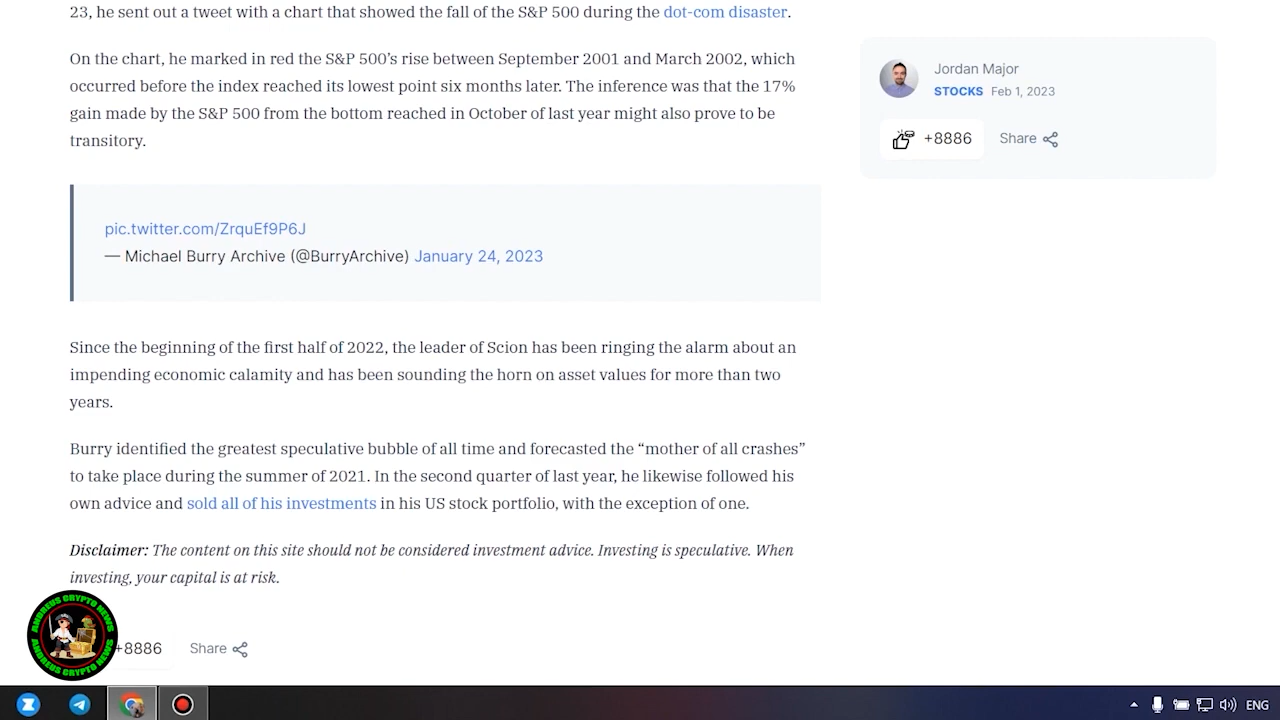 23, he sent out a tweet with a chart that showed the fall of the S&P 500 during the dot-com disaster.
On the chart, he marked in red the S&P 500's rise between September 2001 and March 2002, which
occurred before the index reached its lowest point six months later. The inference was that the 17%
gain made by the S&P 500 from the bottom reached in October of last year might also prove to be
transitory.
pic.twitter.com/ZrquEf9P6J
— Michael Burry Archive (@BurryArchive) January 24, 2023
Since the beginning of the first half of 2022, the leader of Scion has been ringing the alarm about an
impending economic calamity and has been sounding the horn on asset values for more than two
years.
Burry identified the greatest speculative bubble of all time and forecasted the “mother of all crashes”
to take place during the summer of 2021. In the second quarter of last year, he likewise followed his
own advice and sold all of his investments in his US stock portfolio, with the exception of one.
Disclaimer: The content on this site should not be considered investment advice. Investing is speculative. When
investing, your capital is at risk.
+8886 Share
Jordan Major
STOCKS Feb 1, 2023
+8886 Share
ANDREUS CRYPTO NEWS
ANDREUS CRYPTO NEWS
ENG